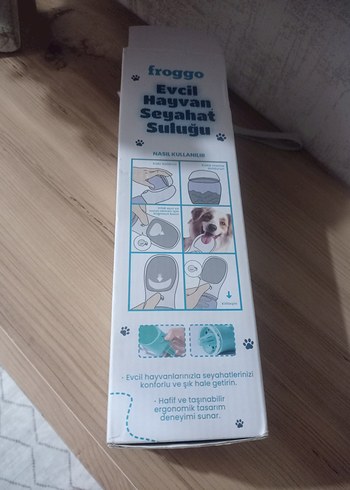 froggo
Evcil
Hayvan
Seyahat
Suluğu
NASIL KULLANILIR
- Evcil hayvanlarınızla seyahatlerinizi
konforlu ve şık hale getirin.
- Hafif ve taşınabilir
ergonomik tasarım
deneyimi sunar.